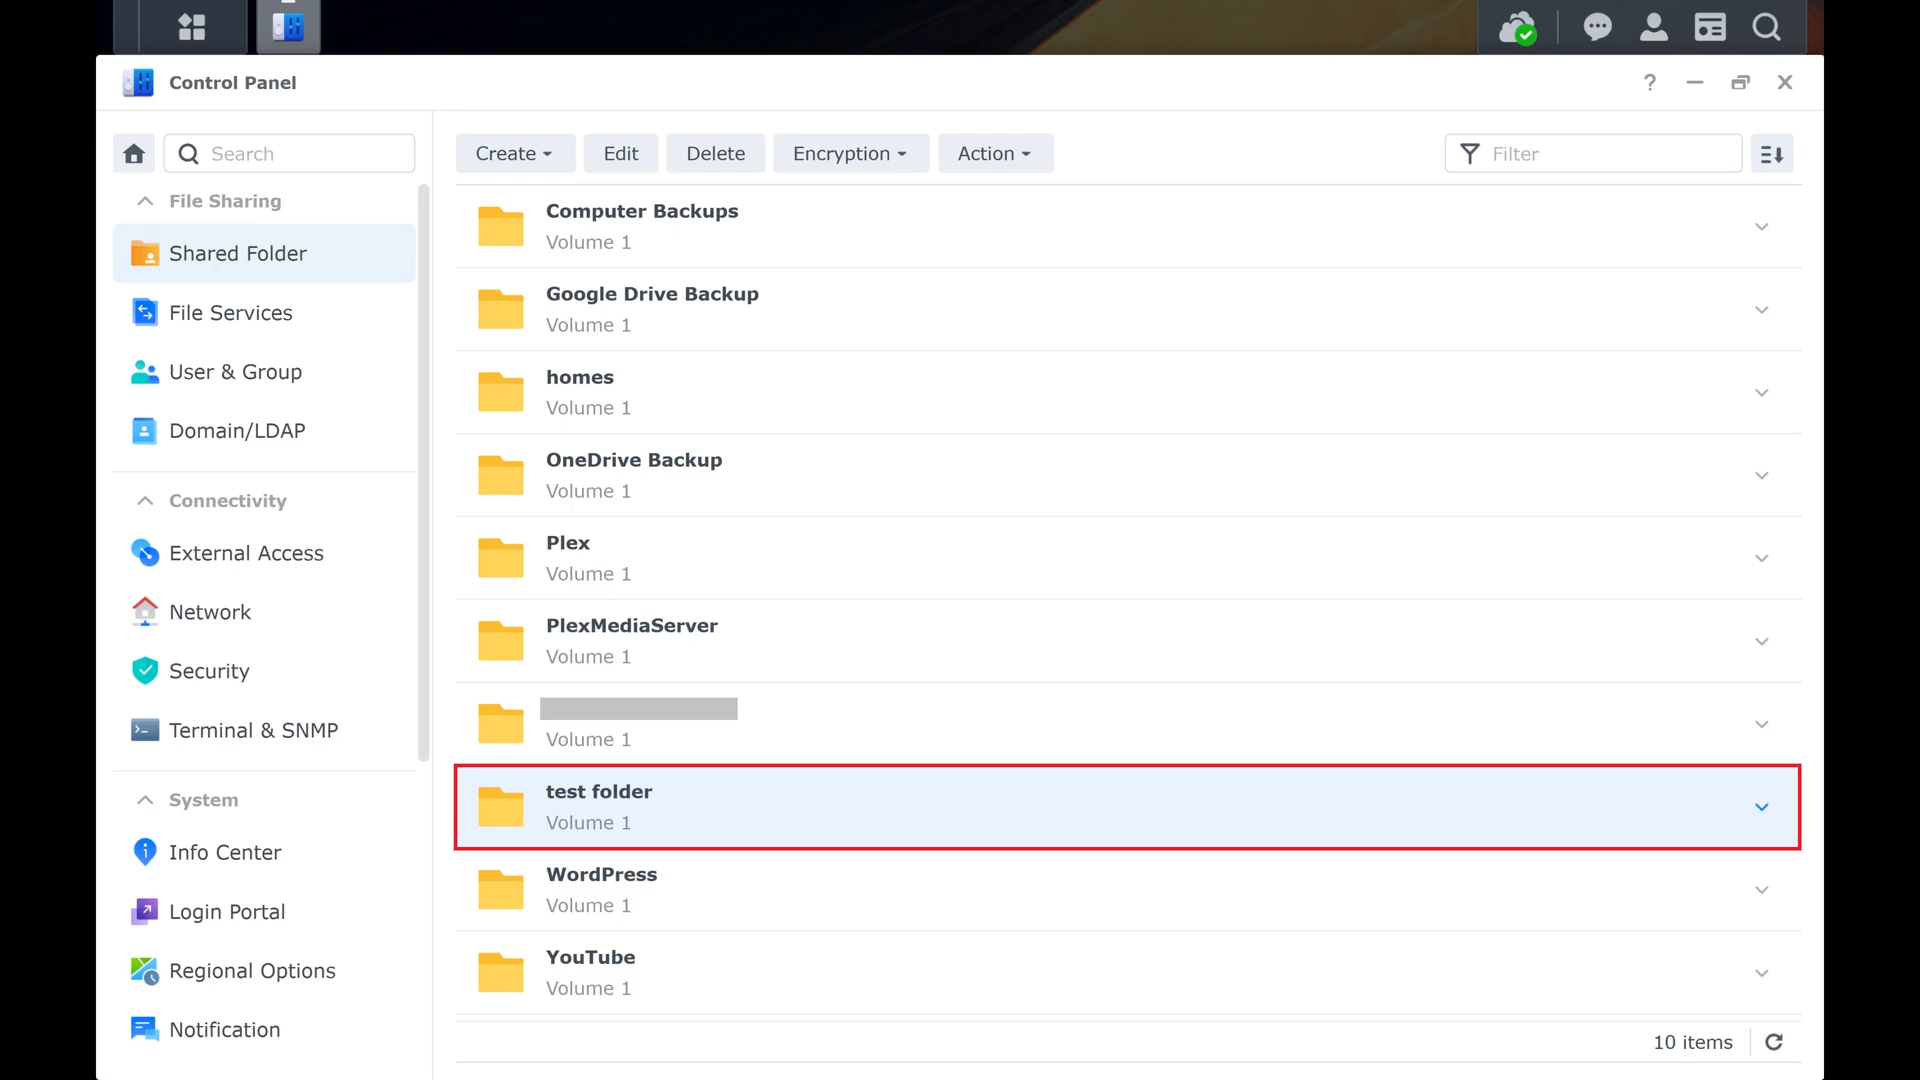 Control Panel
?
Search
Create
Edit
Delete
Encryption
Action
Filter
File Sharing
Shared Folder
File Services
User & Group
Domain/LDAP
Connectivity
External Access
Network
Security
Terminal & SNMP
System
Info Center
Login Portal
Regional Options
Notification
Computer Backups
Volume 1
Google Drive Backup
Volume 1
homes
Volume 1
OneDrive Backup
Volume 1
Plex
Volume 1
PlexMediaServer
Volume 1
Volume 1
test folder
Volume 1
WordPress
Volume 1
YouTube
Volume 1
10 items